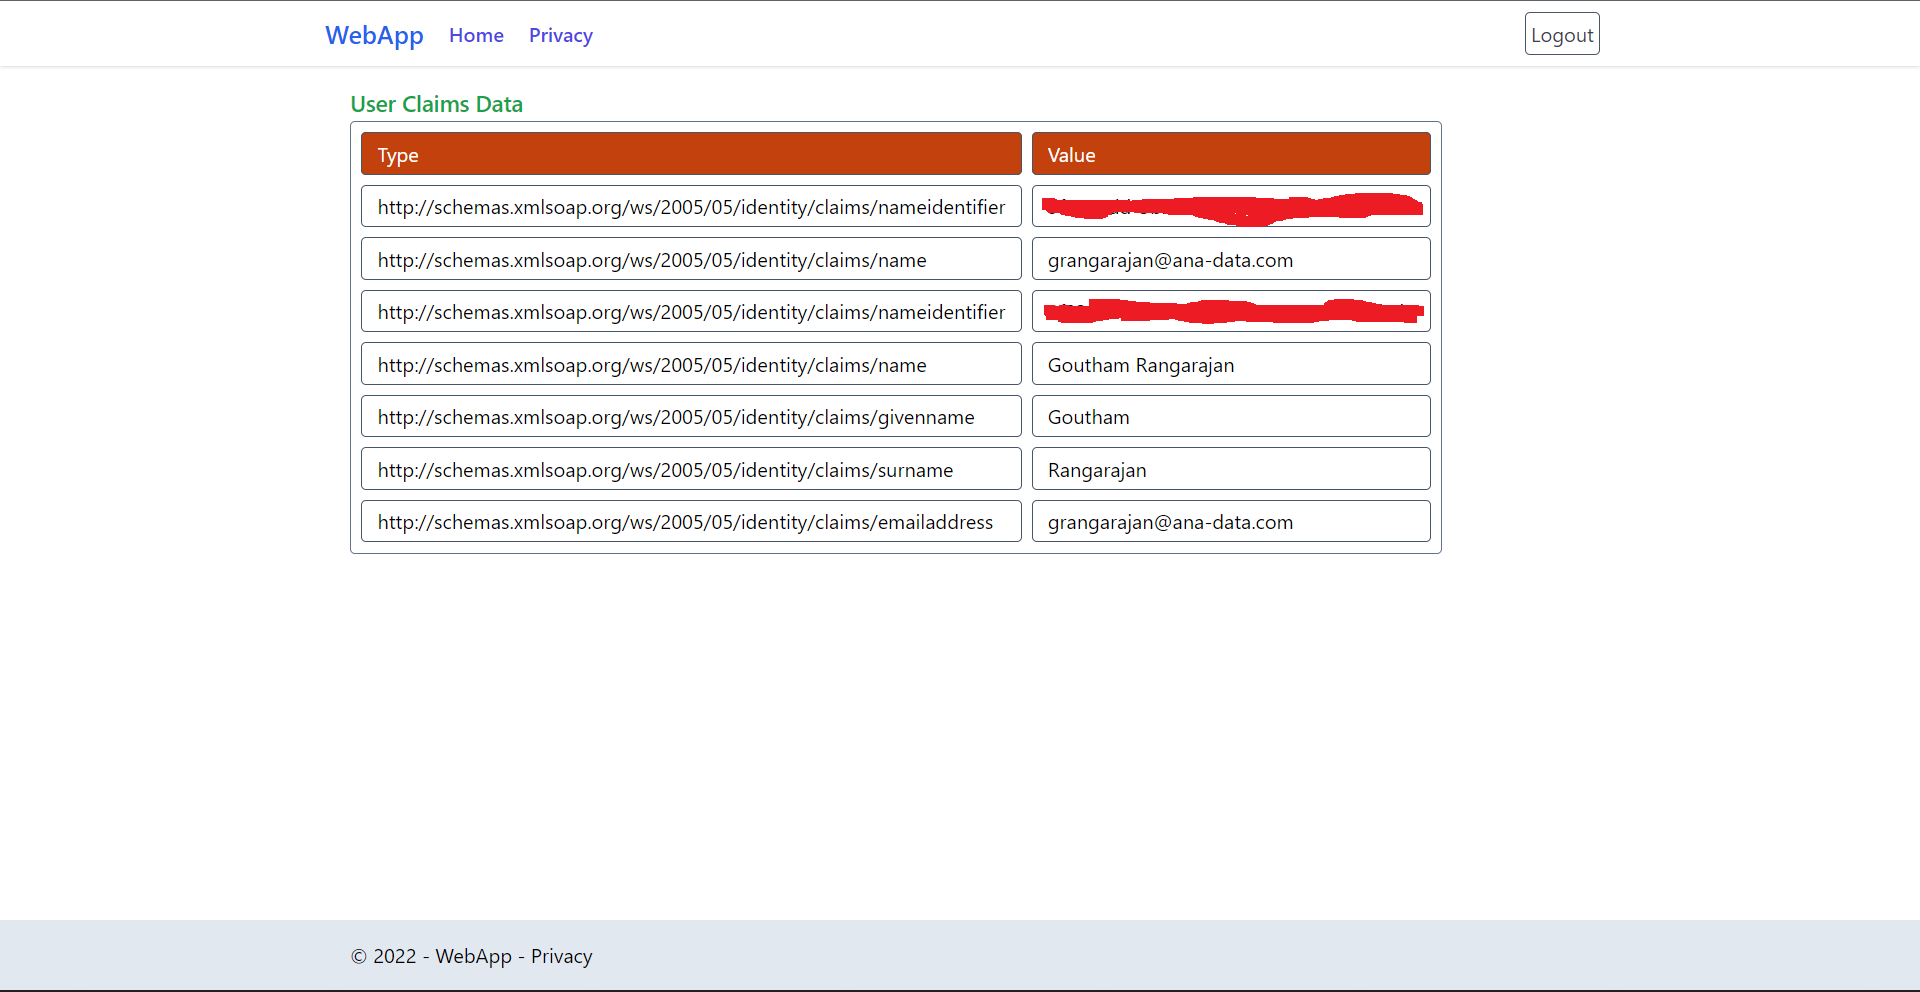 WebApp Home Privacy Logout
User Claims Data
Type Value
http://schemas.xmlsoap.org/ws/2005/05/identity/claims/nameidentifier
http://schemas.xmlsoap.org/ws/2005/05/identity/claims/name grangarajan@ana-data.com
http://schemas.xmlsoap.org/ws/2005/05/identity/claims/nameidentifier
http://schemas.xmlsoap.org/ws/2005/05/identity/claims/name Goutham Rangarajan
http://schemas.xmlsoap.org/ws/2005/05/identity/claims/givenname Goutham
http://schemas.xmlsoap.org/ws/2005/05/identity/claims/surname Rangarajan
http://schemas.xmlsoap.org/ws/2005/05/identity/claims/emailaddress grangarajan@ana-data.com
© 2022 - WebApp - Privacy